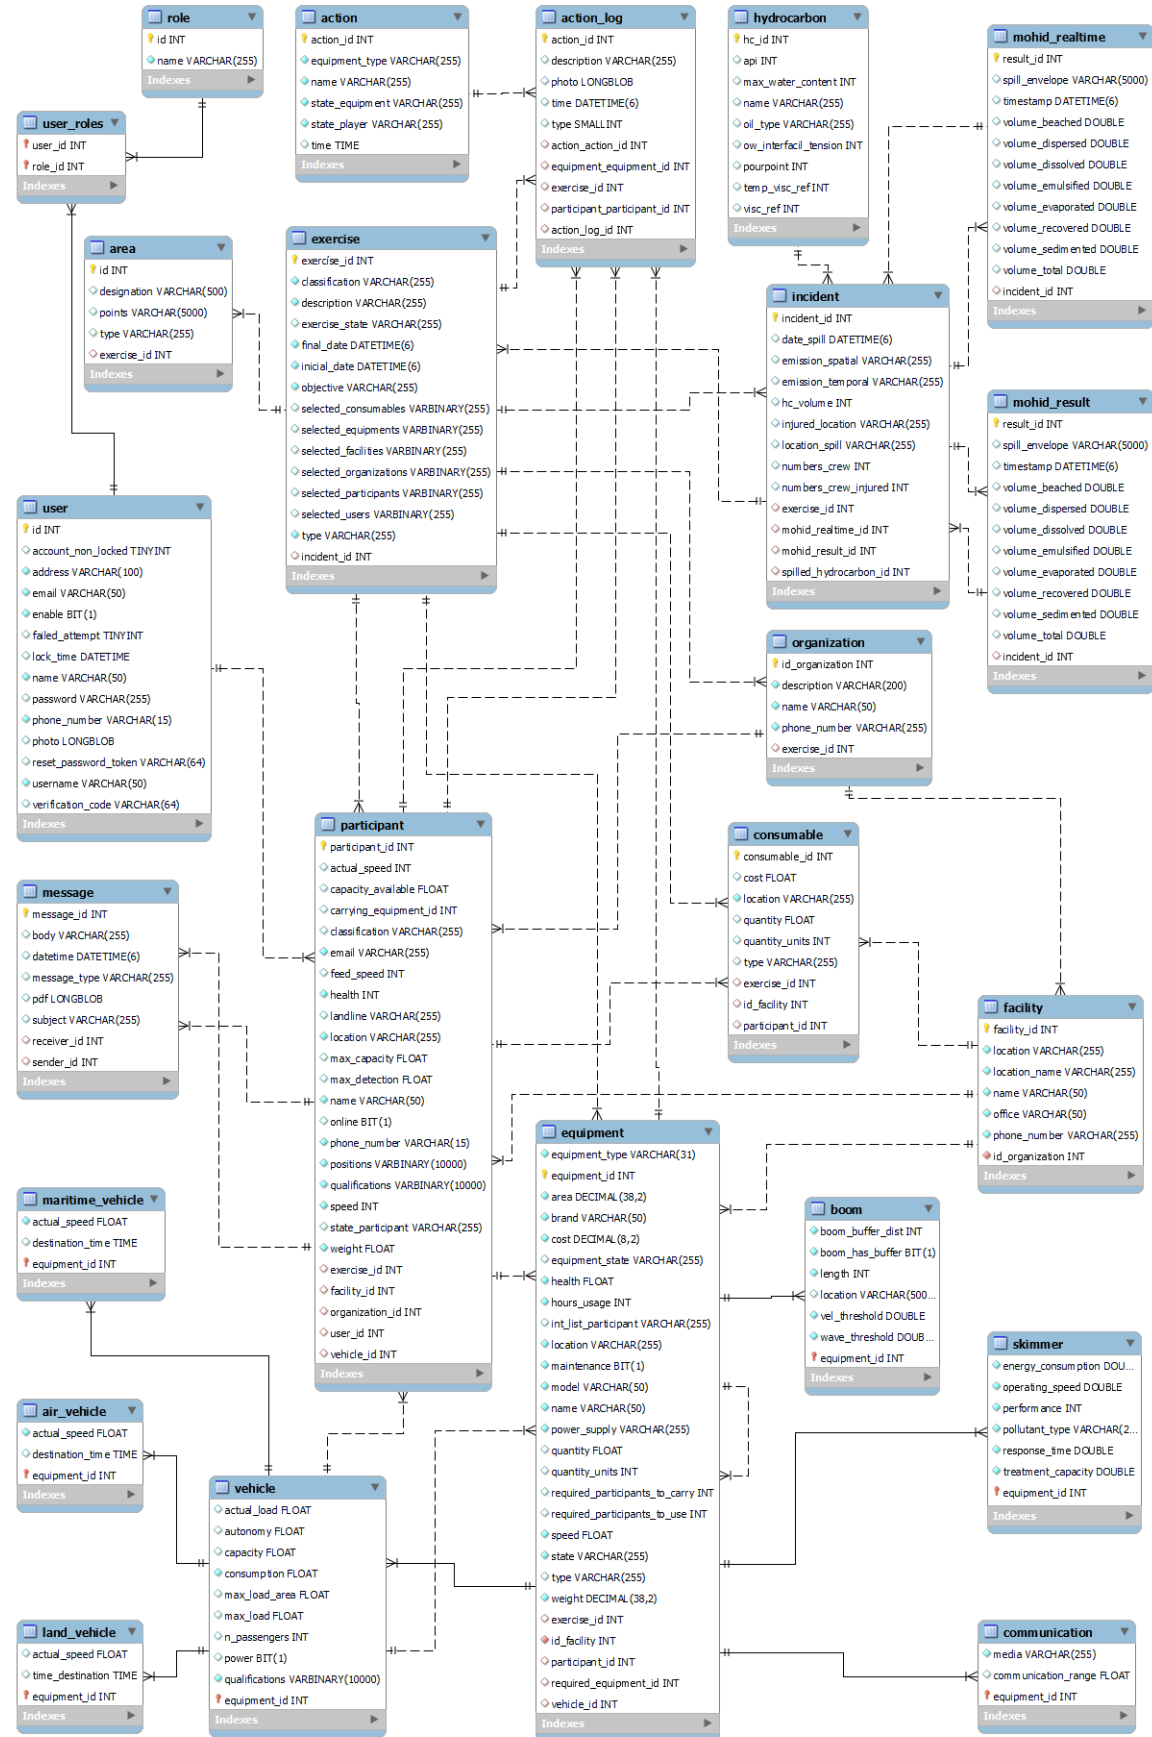 role
id INT
name VARCHAR(255)
Indexes
action
action_id INT
equipment_type VARCHAR(255)
name VARCHAR(255)
state_equipment VARCHAR(255)
state_player VARCHAR(255)
time TIME
Indexes
action_log
action_id INT
description VARCHAR(255)
photo LONGBLOB
time DATETIME(6)
type SMALLINT
action_action_id INT
equipment_equipment_id INT
exercise_id INT
participant_participant_id INT
action_log_id INT
Indexes
hydrocarbon
hc_id INT
api INT
max_water_content INT
name VARCHAR(255)
oil_type VARCHAR(255)
ow_interfacil_tension INT
pourpoint INT
temp_visc_ref INT
visc_ref INT
Indexes
mohid_realtime
result_id INT
spill_envelope VARCHAR(5000)
timestamp DATETIME(6)
volume_beached DOUBLE
volume_dispersed DOUBLE
volume_dissolved DOUBLE
volume_emulsified DOUBLE
volume_evaporated DOUBLE
volume_recovered DOUBLE
volume_sedimented DOUBLE
volume_total DOUBLE
incident_id INT
Indexes
user_roles
user_id INT
role_id INT
Indexes
area
id INT
designation VARCHAR(500)
points VARCHAR(5000)
type VARCHAR(255)
exercise_id INT
Indexes
exercise
exercise_id INT
classification VARCHAR(255)
description VARCHAR(255)
exercise_state VARCHAR(255)
final_date DATETIME(6)
inicial_date DATETIME(6)
objective VARCHAR(255)
selected_consumables VARBINARY(255)
selected_equipments VARBINARY(255)
selected_facilities VARBINARY(255)
selected_organizations VARBINARY(255)
selected_participants VARBINARY(255)
selected_users VARBINARY(255)
type VARCHAR(255)
incident_id INT
Indexes
incident
incident_id INT
date_spill DATETIME(6)
emission_spatial VARCHAR(255)
emission_temporal VARCHAR(255)
hc_volume INT
injured_location VARCHAR(255)
location_spill VARCHAR(255)
numbers_crew INT
numbers_crew_injured INT
exercise_id INT
mohid_realtime_id INT
mohid_result_id INT
spilled_hydrocarbon_id INT
Indexes
mohid_result
result_id INT
spill_envelope VARCHAR(5000)
timestamp DATETIME(6)
volume_beached DOUBLE
volume_dispersed DOUBLE
volume_dissolved DOUBLE
volume_emulsified DOUBLE
volume_evaporated DOUBLE
volume_recovered DOUBLE
volume_sedimented DOUBLE
volume_total DOUBLE
incident_id INT
Indexes
user
id INT
account_non_locked TINYINT
address VARCHAR(100)
email VARCHAR(50)
enable BIT(1)
failed_attempt TINYINT
lock_time DATETIME
name VARCHAR(50)
password VARCHAR(255)
phone_number VARCHAR(15)
photo LONGBLOB
reset_password_token VARCHAR(64)
username VARCHAR(50)
verification_code VARCHAR(64)
Indexes
organization
id_organization INT
description VARCHAR(200)
name VARCHAR(50)
phone_number VARCHAR(255)
exercise_id INT
Indexes
participant
participant_id INT
actual_speed INT
capacity_available FLOAT
carrying_equipment_id INT
classification VARCHAR(255)
email VARCHAR(255)
feed_speed INT
health INT
landline VARCHAR(255)
location VARCHAR(255)
max_capacity FLOAT
max_detection FLOAT
name VARCHAR(50)
online BIT(1)
phone_number VARCHAR(15)
positions VARBINARY(10000)
qualifications VARBINARY(10000)
speed INT
state_participant VARCHAR(255)
weight FLOAT
exercise_id INT
facility_id INT
organization_id INT
user_id INT
vehicle_id INT
Indexes
consumable
consumable_id INT
cost FLOAT
location VARCHAR(255)
quantity FLOAT
quantity_units INT
type VARCHAR(255)
exercise_id INT
id_facility INT
participant_id INT
Indexes
message
message_id INT
body VARCHAR(255)
datetime DATETIME(6)
message_type VARCHAR(255)
pdf LONGBLOB
subject VARCHAR(255)
receiver_id INT
sender_id INT
Indexes
facility
facility_id INT
location VARCHAR(255)
location_name VARCHAR(255)
name VARCHAR(50)
office VARCHAR(50)
phone_number VARCHAR(255)
id_organization INT
Indexes
equipment
equipment_type VARCHAR(31)
equipment_id INT
area DECIMAL(38,2)
brand VARCHAR(50)
cost DECIMAL(8,2)
equipment_state VARCHAR(255)
health FLOAT
hours_usage INT
int_list_participant VARCHAR(255)
location VARCHAR(255)
maintenance BIT(1)
model VARCHAR(50)
name VARCHAR(50)
power_supply VARCHAR(255)
quantity FLOAT
quantity_units INT
required_participants_to_carry INT
required_participants_to_use INT
speed FLOAT
state VARCHAR(255)
type VARCHAR(255)
weight DECIMAL(38,2)
exercise_id INT
id_facility INT
participant_id INT
required_equipment_id INT
vehicle_id INT
Indexes
maritime_vehicle
actual_speed FLOAT
destination_time TIME
equipment_id INT
Indexes
boom
boom_buffer_dist INT
boom_has_buffer BIT(1)
length INT
location VARCHAR(500...
vel_threshold DOUBLE
wave_threshold DOUB...
equipment_id INT
Indexes
skimmer
energy_consumption DOU...
operating_speed DOUBLE
performance INT
pollutant_type VARCHAR(2...
response_time DOUBLE
treatment_capacity DOUBLE
equipment_id INT
Indexes
air_vehicle
actual_speed FLOAT
destination_time TIME
equipment_id INT
Indexes
vehicle
actual_load FLOAT
autonomy FLOAT
capacity FLOAT
consumption FLOAT
max_load_area FLOAT
max_load FLOAT
n_passengers INT
power BIT(1)
qualifications VARBINARY(10000)
equipment_id INT
Indexes
land_vehicle
actual_speed FLOAT
time_destination TIME
equipment_id INT
Indexes
communication
media VARCHAR(255)
communication_range FLOAT
equipment_id INT
Indexes